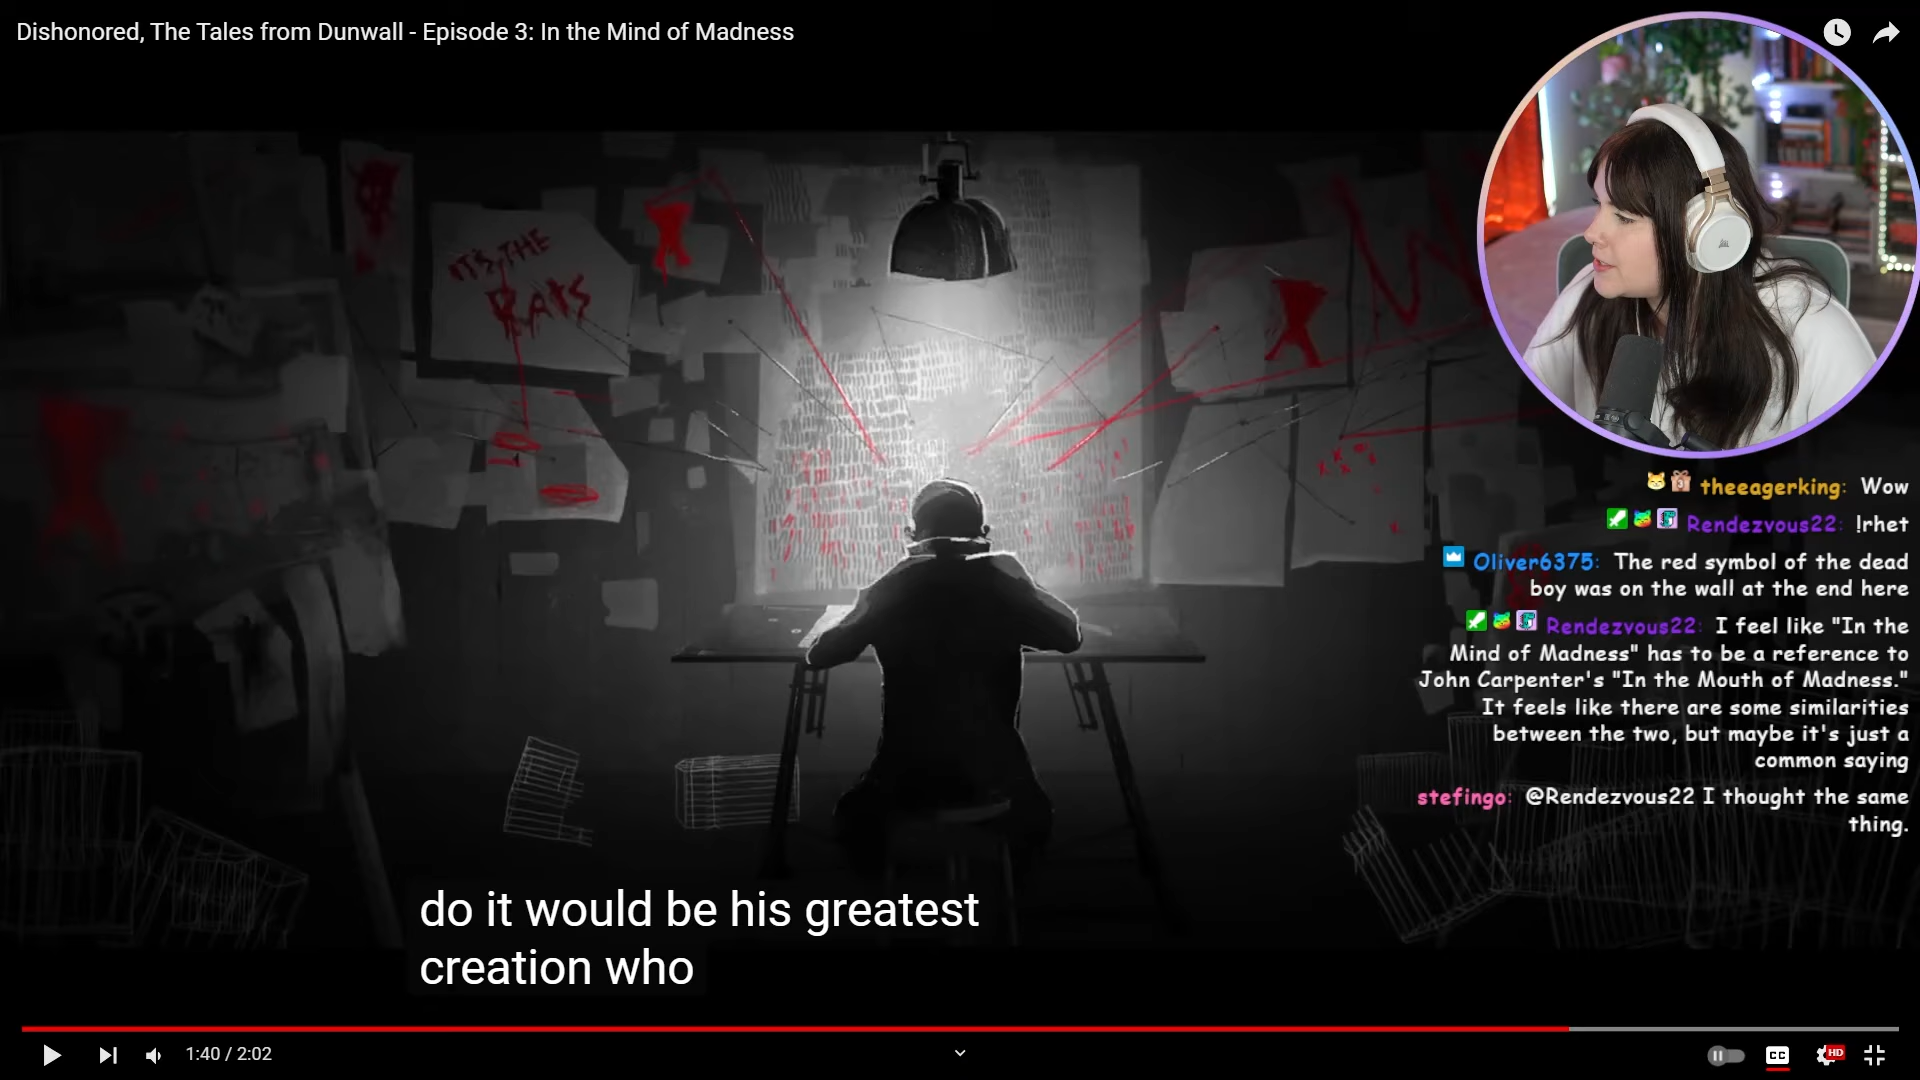 Dishonored, The Tales from Dunwall - Episode 3: In the Mind of Madness
IT'S THE
RATS
theeagerking: Wow
Rendezvous22: !rhet
Oliver6375: The red symbol of the dead
boy was on the wall at the end here
Rendezvous22: I feel like "In the
Mind of Madness" has to be a reference to
John Carpenter's "In the Mouth of Madness."
It feels like there are some similarities
between the two, but maybe it's just a
common saying
stefingo: @Rendezvous22 I thought the same
thing.
do it would be his greatest
creation who
1:40 / 2:02
CC
HD